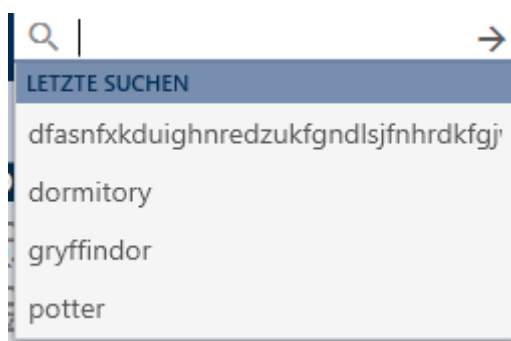 LETZTE SUCHEN
dfasnfxkduighnredzukfgndlsjfnhrdkfgj
dormitory
gryffindor
potter